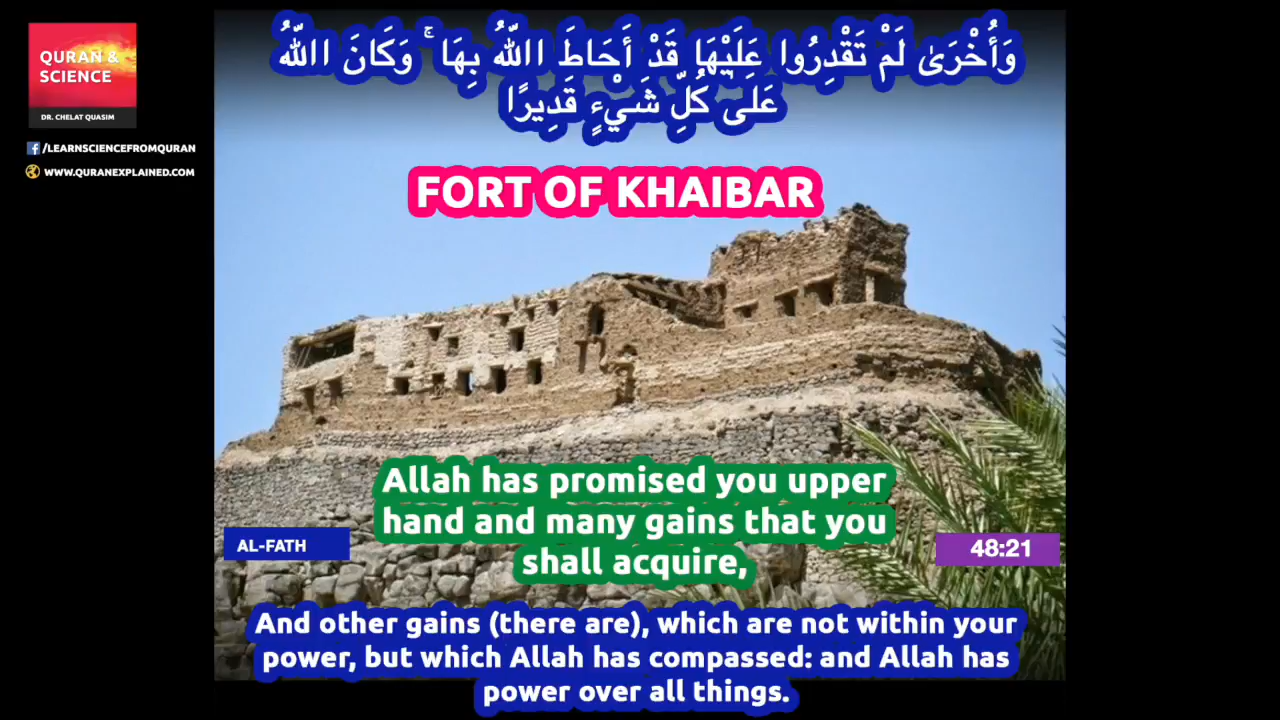 QURAN &
SCIENCE
DR. CHELAT QUASIM
/LEARNSCIENCEFROMQURAN
WWW.QURANEXPLAINED.COM
وَأُخْرَىٰ لَمْ تَقْدِرُوا عَلَيْهَا قَدْ أَحَاطَ اللَّهُ بِهَا ۚ وَكَانَ اللَّهُ
عَلَىٰ كُلِّ شَيْءٍ قَدِيرًا
FORT OF KHAIBAR
Allah has promised you upper
hand and many gains that you
shall acquire,
AL-FATH
48:21
And other gains (there are), which are not within your
power, but which Allah has compassed: and Allah has
power over all things.